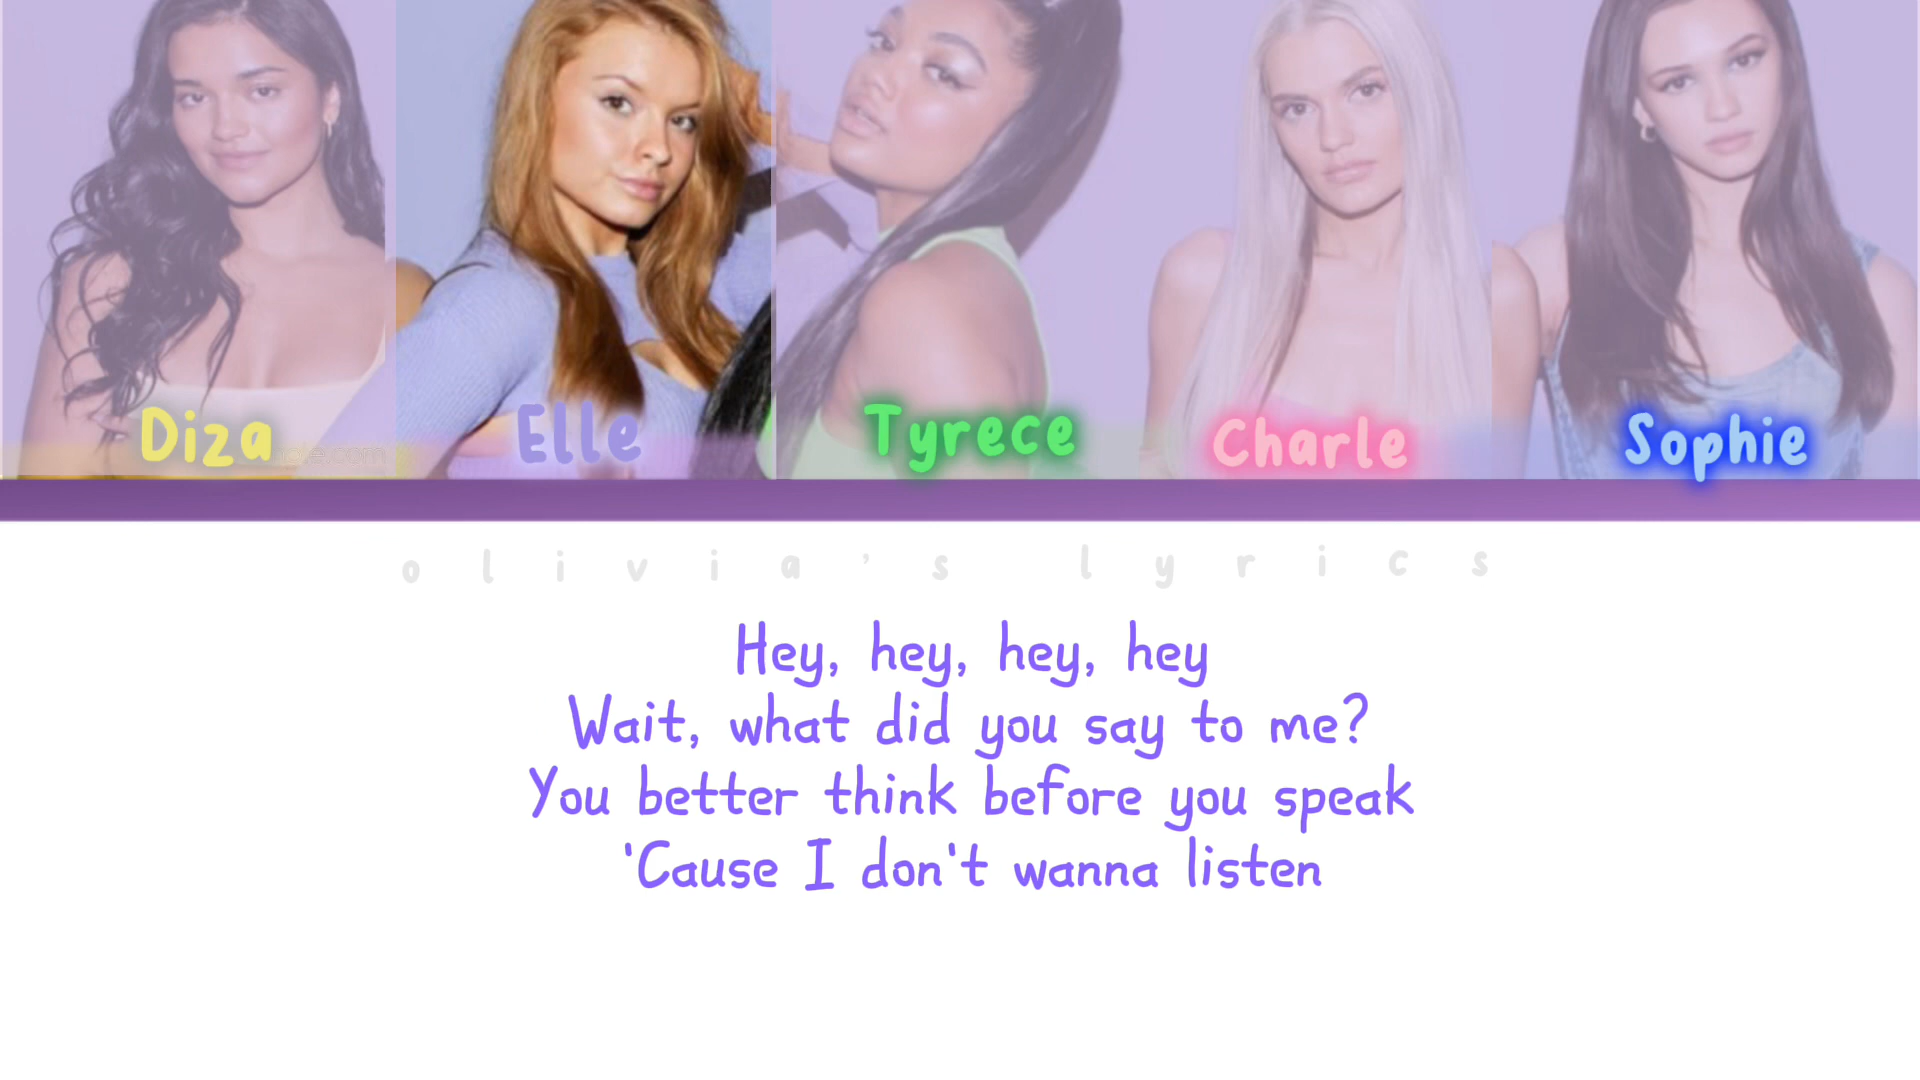 Diza Elle Tyrece Charle Sophie
olivia's lyrics
Hey, hey, hey, hey
Wait, what did you say to me?
You better think before you speak
'Cause I don't wanna listen